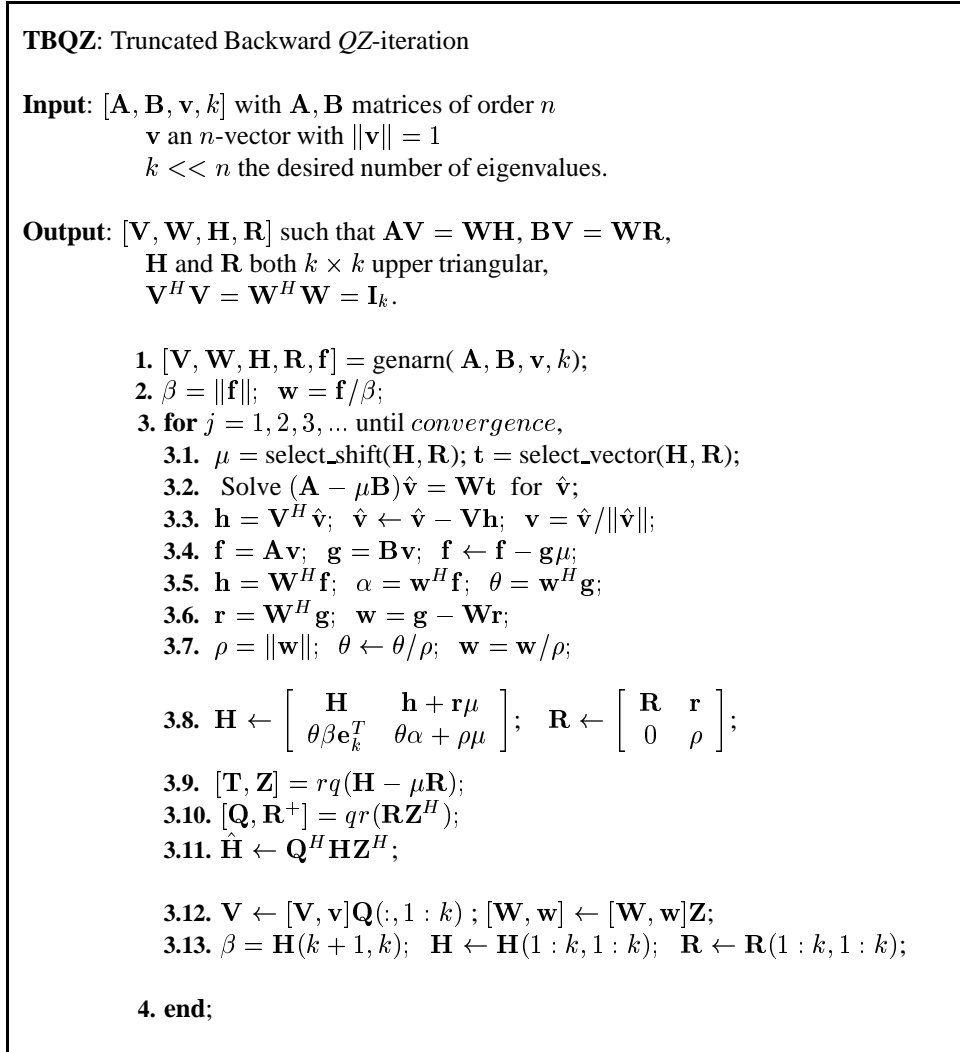 TBQZ: Truncated Backward QZ-iteration
Input: [A, B, v, k] with A, B matrices of order n
v an n-vector with ‖v‖ = 1
k << n the desired number of eigenvalues.
Output: [V, W, H, R] such that AV = WH, BV = WR,
H and R both k × k upper triangular,
V^H V = W^H W = I_k.
1. [V, W, H, R, f] = genarn( A, B, v, k);
2. β = ‖f‖; w = f/β;
3. for j = 1, 2, 3, ... until convergence,
3.1. μ = select_shift(H, R); t = select_vector(H, R);
3.2. Solve (A − μB)v̂ = Wt for v̂;
3.3. h = V^H v̂; v̂ ← v̂ − Vh; v = v̂/‖v̂‖;
3.4. f = Av; g = Bv; f ← f − gμ;
3.5. h = W^H f; α = w^H f; θ = w^H g;
3.6. r = W^H g; w = g − Wr;
3.7. ρ = ‖w‖; θ ← θ/ρ; w = w/ρ;
3.8. H ← [ H h + rμ ; θβe_k^T θα + ρμ ]; R ← [ R r ; 0 ρ ];
3.9. [T, Z] = rq(H − μR);
3.10. [Q, R^+] = qr(RZ^H);
3.11. Ĥ ← Q^H HZ^H;
3.12. V ← [V, v]Q(:, 1 : k) ; [W, w] ← [W, w]Z;
3.13. β = H(k + 1, k); H ← H(1 : k, 1 : k); R ← R(1 : k, 1 : k);
4. end;